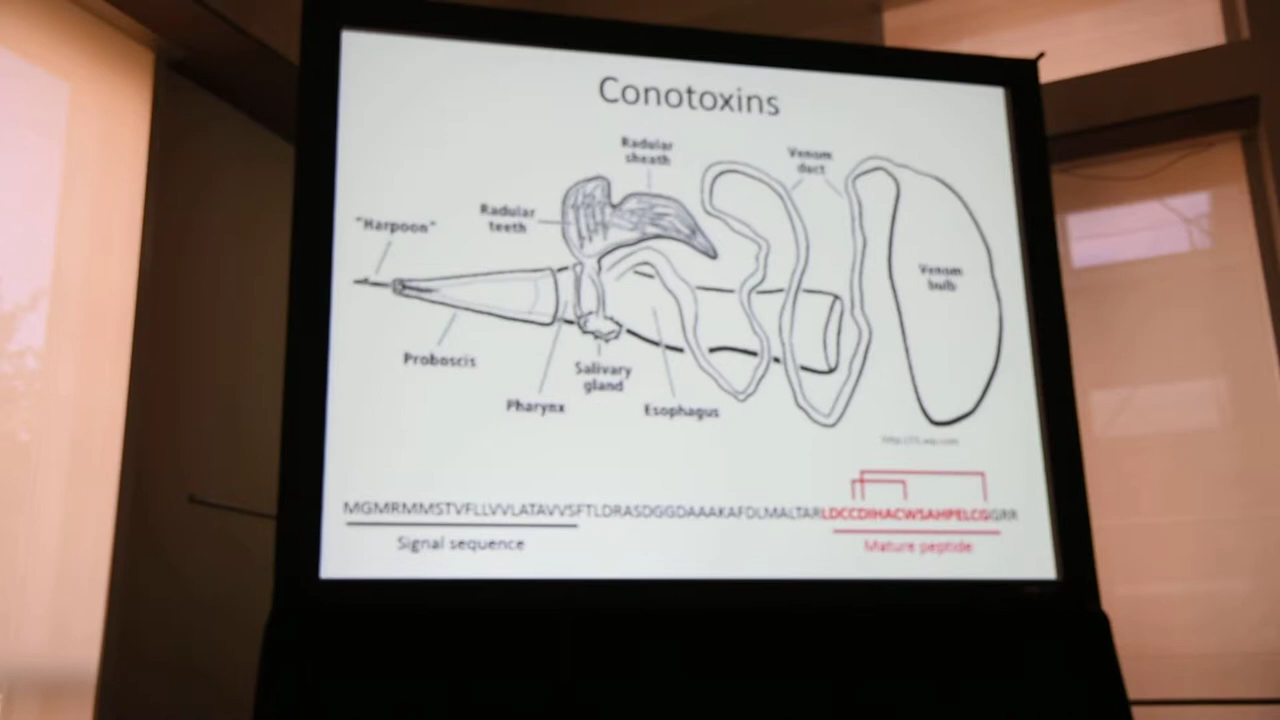 Conotoxins
Radular
sheath
Venom
duct
"Harpoon"
Radular
teeth
Venom
bulb
Proboscis
Salivary
gland
Pharynx
Esophagus
MGMRMMSTVFLLVVLATAVVSFTLDRASDGGDAAAKAFDLMALTARLDCCDIHACWSAHPELCGGRR
Signal sequence
Mature peptide